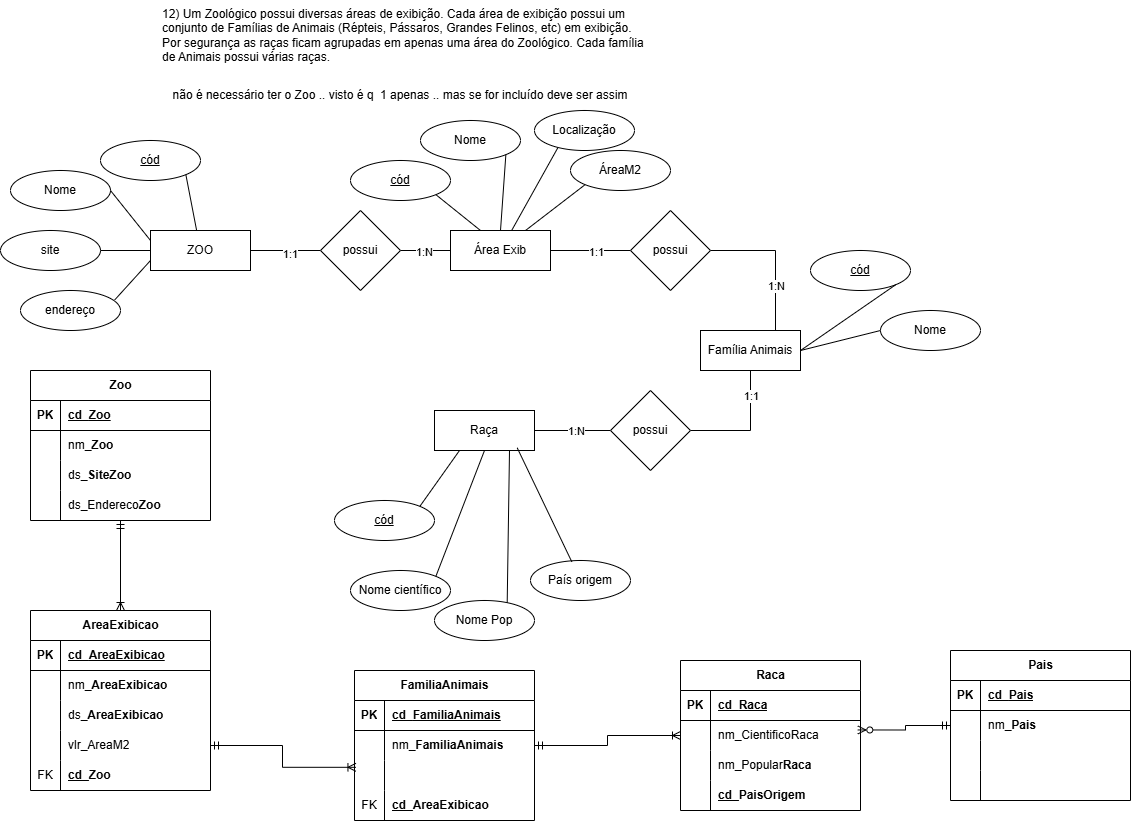 12) Um Zoológico possui diversas áreas de exibição. Cada área de exibição possui um
conjunto de Famílias de Animais (Répteis, Pássaros, Grandes Felinos, etc) em exibição.
Por segurança as raças ficam agrupadas em apenas uma área do Zoológico. Cada família
de Animais possui várias raças.
não é necessário ter o Zoo .. visto é q 1 apenas .. mas se for incluído deve ser assim
cód
Nome
site
endereço
ZOO
1:1
possui
1:N
cód
Nome
Localização
ÁreaM2
Área Exib
1:1
possui
1:N
cód
Nome
Família Animais
1:1
possui
1:N
Raça
cód
Nome científico
Nome Pop
País origem
Zoo
PK cd_Zoo
nm_Zoo
ds_SiteZoo
ds_EnderecoZoo
AreaExibicao
PK cd_AreaExibicao
nm_AreaExibicao
ds_AreaExibicao
vlr_AreaM2
FK cd_Zoo
FamiliaAnimais
PK cd_FamiliaAnimais
nm_FamiliaAnimais
FK cd_AreaExibicao
Raca
PK cd_Raca
nm_CientificoRaca
nm_PopularRaca
cd_PaisOrigem
Pais
PK cd_Pais
nm_Pais